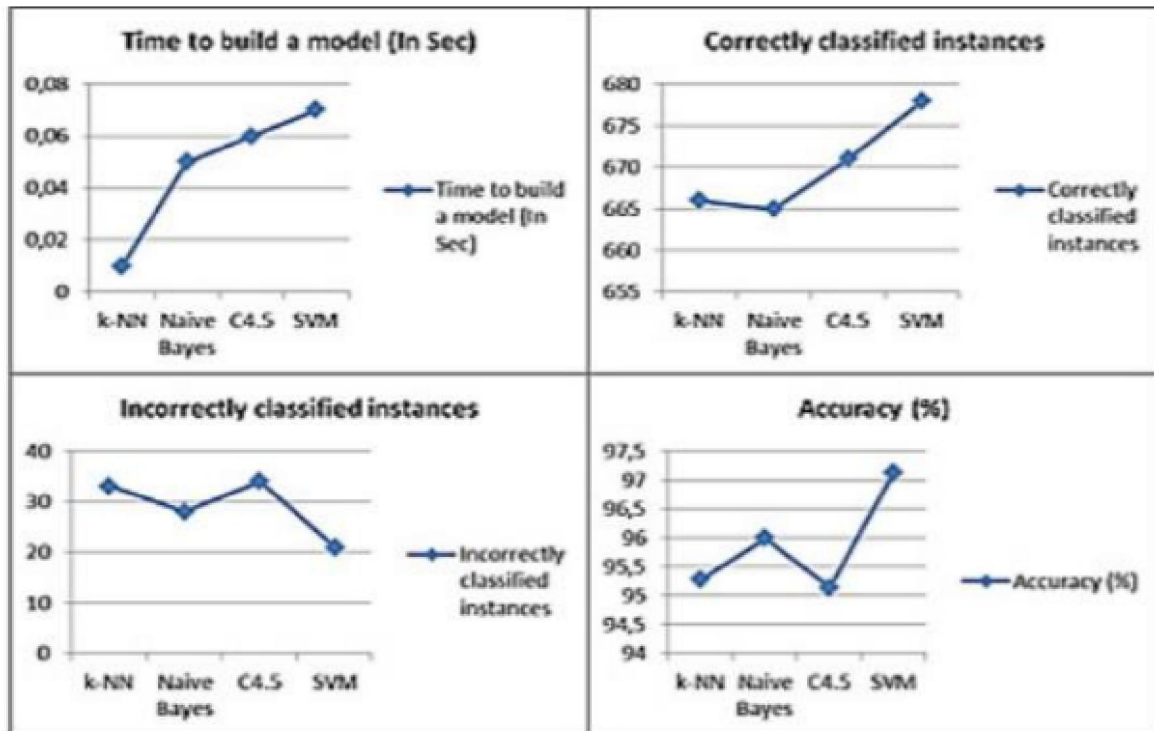 Time to build a model (In Sec)
0,08
0,06
0,04
0,02
0
k-NN Naive Bayes C4.5 SVM
Time to build
a model (In
Sec)
Correctly classified instances
680
675
670
665
660
655
k-NN Naive Bayes C4.5 SVM
Correctly
classified
instances
Incorrectly classified instances
40
30
20
10
0
k-NN Naive Bayes C4.5 SVM
Incorrectly
classified
instances
Accuracy (%)
97,5
97
96,5
96
95,5
95
94,5
94
k-NN Naive Bayes C4.5 SVM
Accuracy (%)